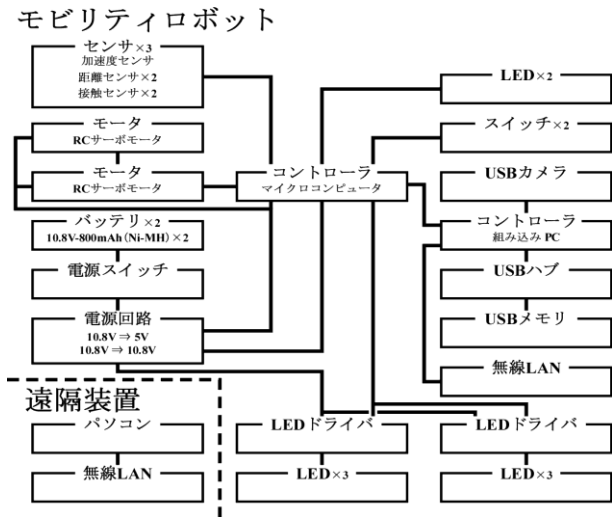 モビリティロボット
センサ×3
加速度センサ
距離センサ×2
接触センサ×2
モータ
RCサーボモータ
モータ
RCサーボモータ
バッテリ×2
10.8V-800mAh(Ni-MH)×2
電源スイッチ
電源回路
10.8V⇒5V
10.8V⇒10.8V
コントローラ
マイクロコンピュータ
LED×2
スイッチ×2
USBカメラ
コントローラ
組み込みPC
USBハブ
USBメモリ
無線LAN
遠隔装置
パソコン
無線LAN
LEDドライバ
LED×3
LEDドライバ
LED×3